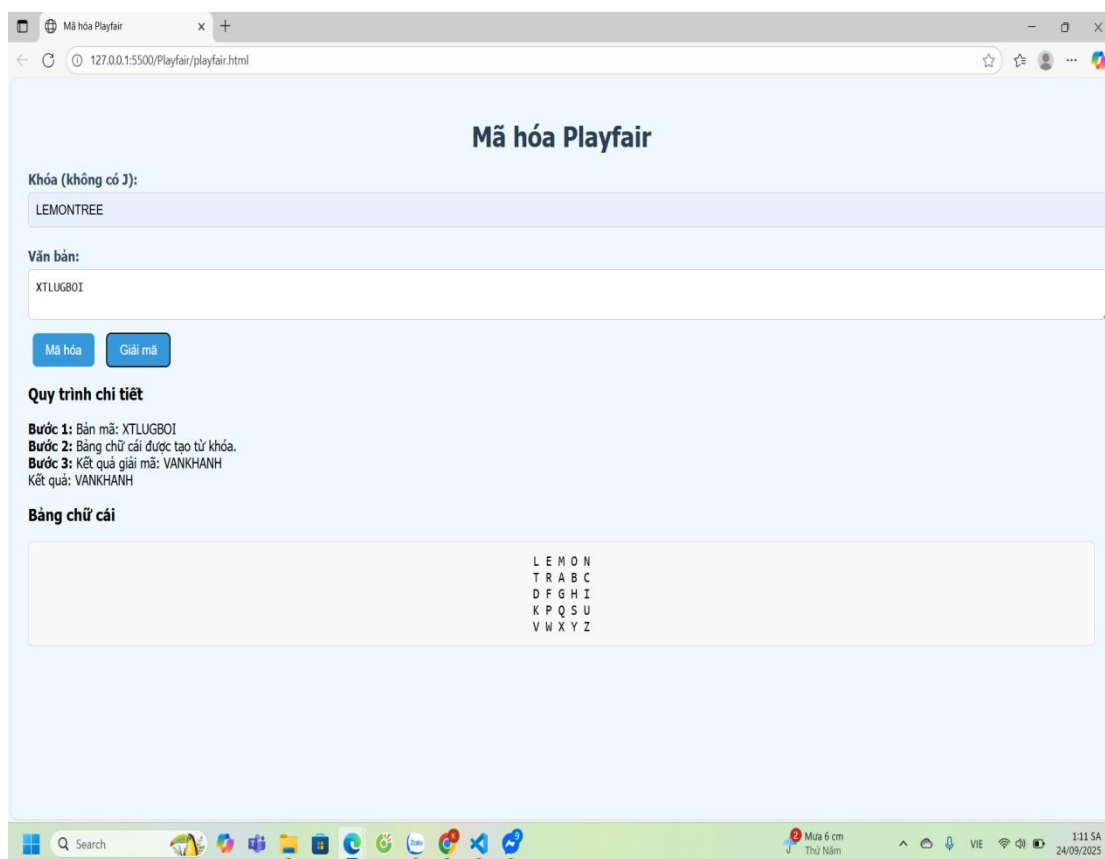 Mã hóa Playfair
127.0.0.1:5500/Playfair/playfair.html
Mã hóa Playfair
Khóa (không có J):
LEMONTREE
Văn bản:
XTLUGBOI
Mã hóa Giải mã
Quy trình chi tiết
Bước 1: Bản mã: XTLUGBOI
Bước 2: Bảng chữ cái được tạo từ khóa.
Bước 3: Kết quả giải mã: VANKHANH
Kết quả: VANKHANH
Bảng chữ cái
L E M O N
T R A B C
D F G H I
K P Q S U
V W X Y Z
Search
Zalo
K
9
2
Mưa 6 cm
Thứ Năm
VIE
1:11 SA
24/09/2025